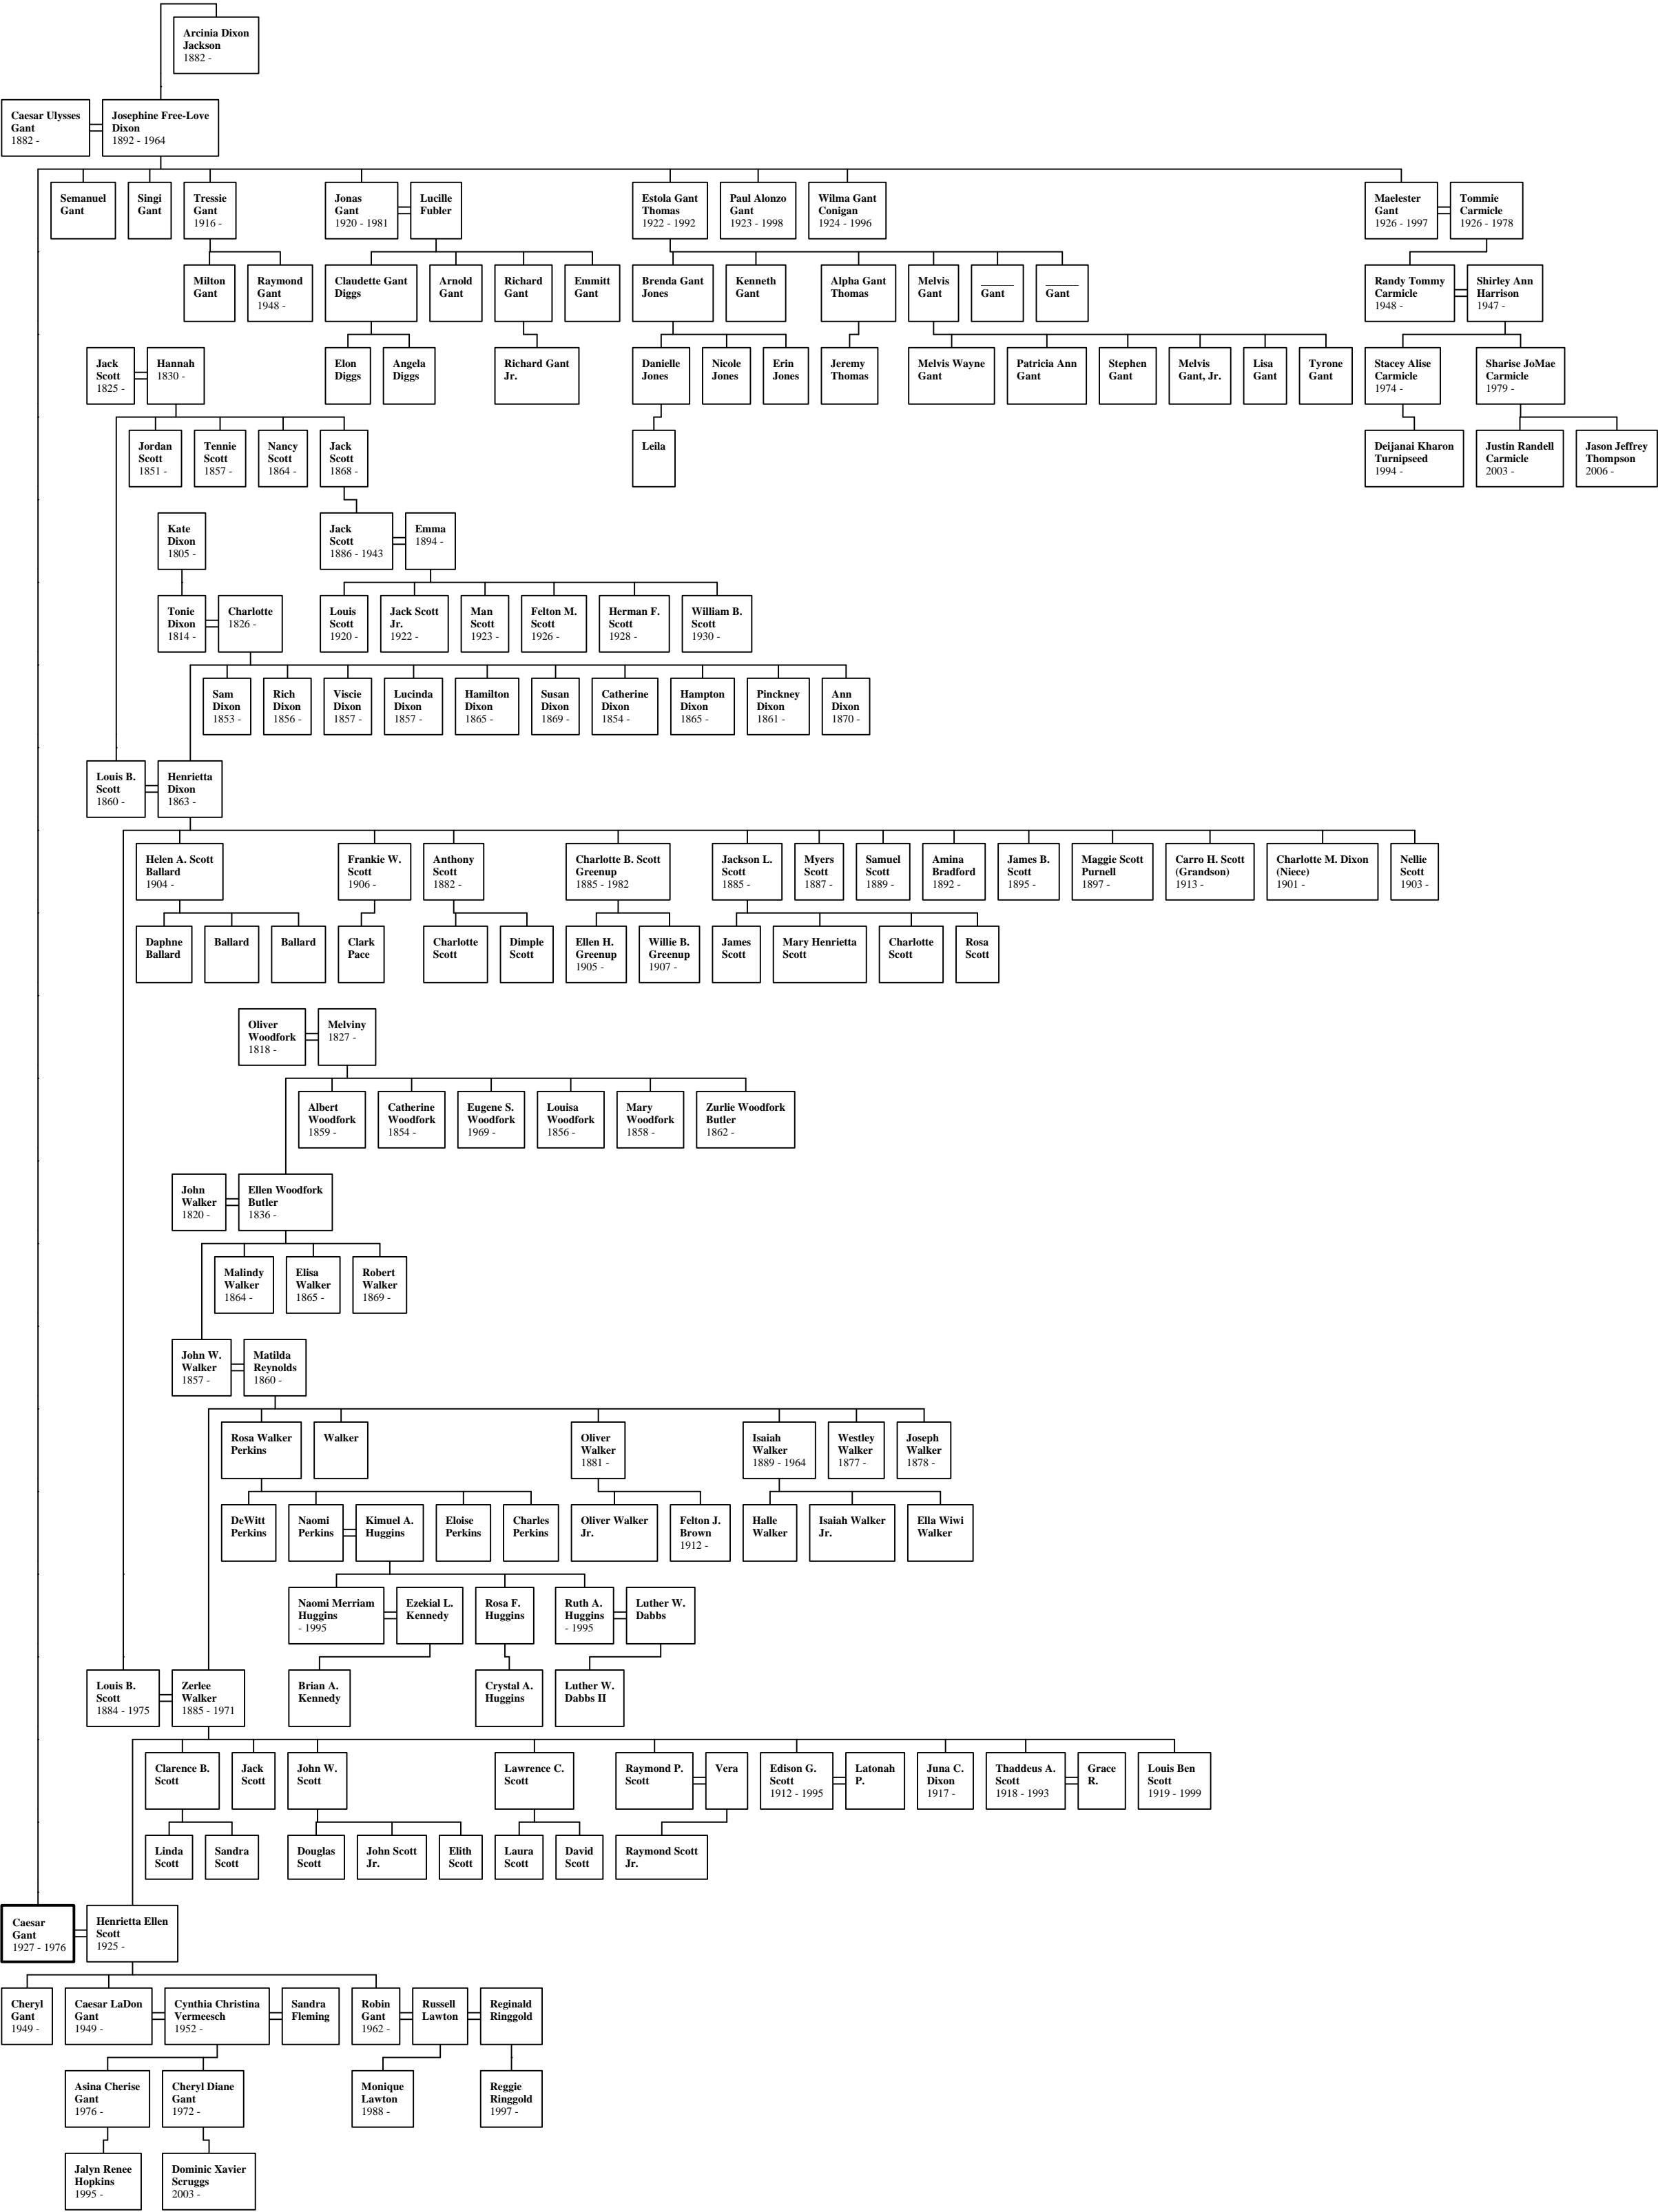 Arcinia Dixon
Jackson
1882 -
Caesar Ulysses
Gant
1882 -
Josephine Free-Love
Dixon
1892 - 1964
Semanuel
Gant
Singi
Gant
Tressie
Gant
1916 -
Jonas
Gant
1920 - 1981
Lucille
Fubler
Estola Gant
Thomas
1922 - 1992
Paul Alonzo
Gant
1923 - 1998
Wilma Gant
Conigan
1924 - 1996
Maelester
Gant
1926 - 1997
Tommie
Carmicle
1926 - 1978
Milton
Gant
Raymond
Gant
1948 -
Claudette Gant
Diggs
Arnold
Gant
Richard
Gant
Emmitt
Gant
Brenda Gant
Jones
Kenneth
Gant
Alpha Gant
Thomas
Melvis
Gant
______
Gant
______
Gant
Randy Tommy
Carmicle
1948 -
Shirley Ann
Harrison
1947 -
Jack
Scott
1825 -
Hannah
1830 -
Elon
Diggs
Angela
Diggs
Richard Gant
Jr.
Danielle
Jones
Nicole
Jones
Erin
Jones
Jeremy
Thomas
Melvis Wayne
Gant
Patricia Ann
Gant
Stephen
Gant
Melvis
Gant, Jr.
Lisa
Gant
Tyrone
Gant
Stacey Alise
Carmicle
1974 -
Sharise JoMae
Carmicle
1979 -
Jordan
Scott
1851 -
Tennie
Scott
1857 -
Nancy
Scott
1864 -
Jack
Scott
1868 -
Leila
Deijanai Kharon
Turnipseed
1994 -
Justin Randell
Carmicle
2003 -
Jason Jeffrey
Thompson
2006 -
Kate
Dixon
1805 -
Jack
Scott
1886 - 1943
Emma
1894 -
Tonie
Dixon
1814 -
Charlotte
1826 -
Louis
Scott
1920 -
Jack Scott
Jr.
1922 -
Man
Scott
1923 -
Felton M.
Scott
1926 -
Herman F.
Scott
1928 -
William B.
Scott
1930 -
Sam
Dixon
1853 -
Rich
Dixon
1856 -
Viscie
Dixon
1857 -
Lucinda
Dixon
1857 -
Hamilton
Dixon
1865 -
Susan
Dixon
1869 -
Catherine
Dixon
1854 -
Hampton
Dixon
1865 -
Pinckney
Dixon
1861 -
Ann
Dixon
1870 -
Louis B.
Scott
1860 -
Henrietta
Dixon
1863 -
Helen A. Scott
Ballard
1904 -
Frankie W.
Scott
1906 -
Anthony
Scott
1882 -
Charlotte B. Scott
Greenup
1885 - 1982
Jackson L.
Scott
1885 -
Myers
Scott
1887 -
Samuel
Scott
1889 -
Amina
Bradford
1892 -
James B.
Scott
1895 -
Maggie Scott
Purnell
1897 -
Carro H. Scott
(Grandson)
1913 -
Charlotte M. Dixon
(Niece)
1901 -
Nellie
Scott
1903 -
Daphne
Ballard
Ballard
Ballard
Clark
Pace
Charlotte
Scott
Dimple
Scott
Ellen H.
Greenup
1905 -
Willie B.
Greenup
1907 -
James
Scott
Mary Henrietta
Scott
Charlotte
Scott
Rosa
Scott
Oliver
Woodfork
1818 -
Melviny
1827 -
Albert
Woodfork
1859 -
Catherine
Woodfork
1854 -
Eugene S.
Woodfork
1969 -
Louisa
Woodfork
1856 -
Mary
Woodfork
1858 -
Zurlie Woodfork
Butler
1862 -
John
Walker
1820 -
Ellen Woodfork
Butler
1836 -
Malindy
Walker
1864 -
Elisa
Walker
1865 -
Robert
Walker
1869 -
John W.
Walker
1857 -
Matilda
Reynolds
1860 -
Rosa Walker
Perkins
Walker
Oliver
Walker
1881 -
Isaiah
Walker
1889 - 1964
Westley
Walker
1877 -
Joseph
Walker
1878 -
DeWitt
Perkins
Naomi
Perkins
Kimuel A.
Huggins
Eloise
Perkins
Charles
Perkins
Oliver Walker
Jr.
Felton J.
Brown
1912 -
Halle
Walker
Isaiah Walker
Jr.
Ella Wiwi
Walker
Naomi Merriam
Huggins
- 1995
Ezekial L.
Kennedy
Rosa F.
Huggins
Ruth A.
Huggins
- 1995
Luther W.
Dabbs
Louis B.
Scott
1884 - 1975
Zerlee
Walker
1885 - 1971
Brian A.
Kennedy
Crystal A.
Huggins
Luther W.
Dabbs II
Clarence B.
Scott
Jack
Scott
John W.
Scott
Lawrence C.
Scott
Raymond P.
Scott
Vera
Edison G.
Scott
1912 - 1995
Latonah
P.
Juna C.
Dixon
1917 -
Thaddeus A.
Scott
1918 - 1993
Grace
R.
Louis Ben
Scott
1919 - 1999
Linda
Scott
Sandra
Scott
Douglas
Scott
John Scott
Jr.
Elith
Scott
Laura
Scott
David
Scott
Raymond Scott
Jr.
Caesar
Gant
1927 - 1976
Henrietta Ellen
Scott
1925 -
Cheryl
Gant
1949 -
Caesar LaDon
Gant
1949 -
Cynthia Christina
Vermeesch
1952 -
Sandra
Fleming
Robin
Gant
1962 -
Russell
Lawton
Reginald
Ringgold
Asina Cherise
Gant
1976 -
Cheryl Diane
Gant
1972 -
Monique
Lawton
1988 -
Reggie
Ringgold
1997 -
Jalyn Renee
Hopkins
1995 -
Dominic Xavier
Scruggs
2003 -